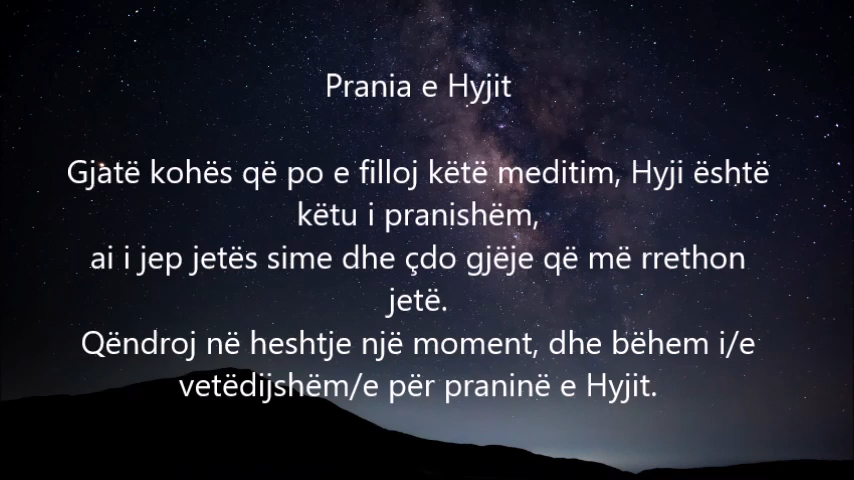 Prania e Hyjit
Gjatë kohës që po e filloj këtë meditim, Hyji është
këtu i pranishëm,
ai i jep jetës sime dhe çdo gjëje që më rrethon
jetë.
Qëndroj në heshtje një moment, dhe bëhem i/e
vetëdijshëm/e për praninë e Hyjit.